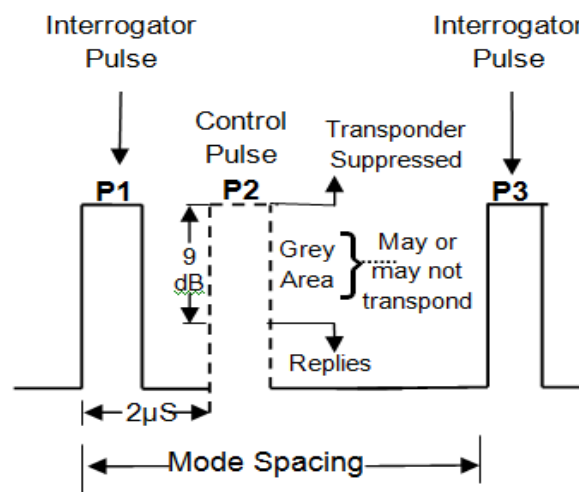 Interrogator
Pulse
Interrogator
Pulse
Control
Pulse
Transponder
Suppressed
P1
P2
P3
9
dB
Grey
Area
May or
may not
transpond
Replies
2µS
Mode Spacing